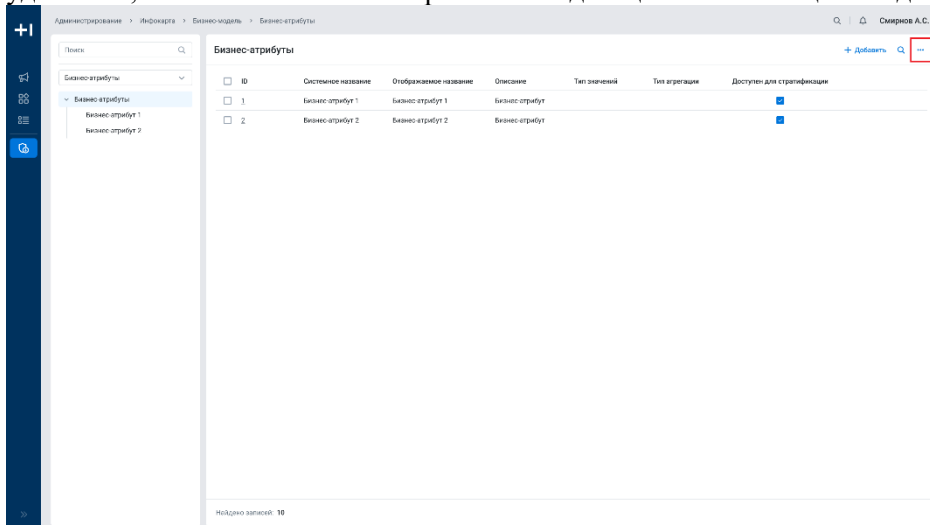 Администрирование > Инфокарта > Бизнес-модель > Бизнес-атрибуты
Смирнов А.С.
Поиск
Бизнес-атрибуты
Бизнес-атрибуты
Бизнес-атрибут 1
Бизнес-атрибут 2
Бизнес-атрибуты
+ Добавить
ID Системное название Отображаемое название Описание Тип значений Тип агрегации Доступен для стратификации
1 Бизнес-атрибут 1 Бизнес-атрибут 1 Бизнес-атрибут
2 Бизнес-атрибут 2 Бизнес-атрибут 2 Бизнес-атрибут
Найдено записей: 10